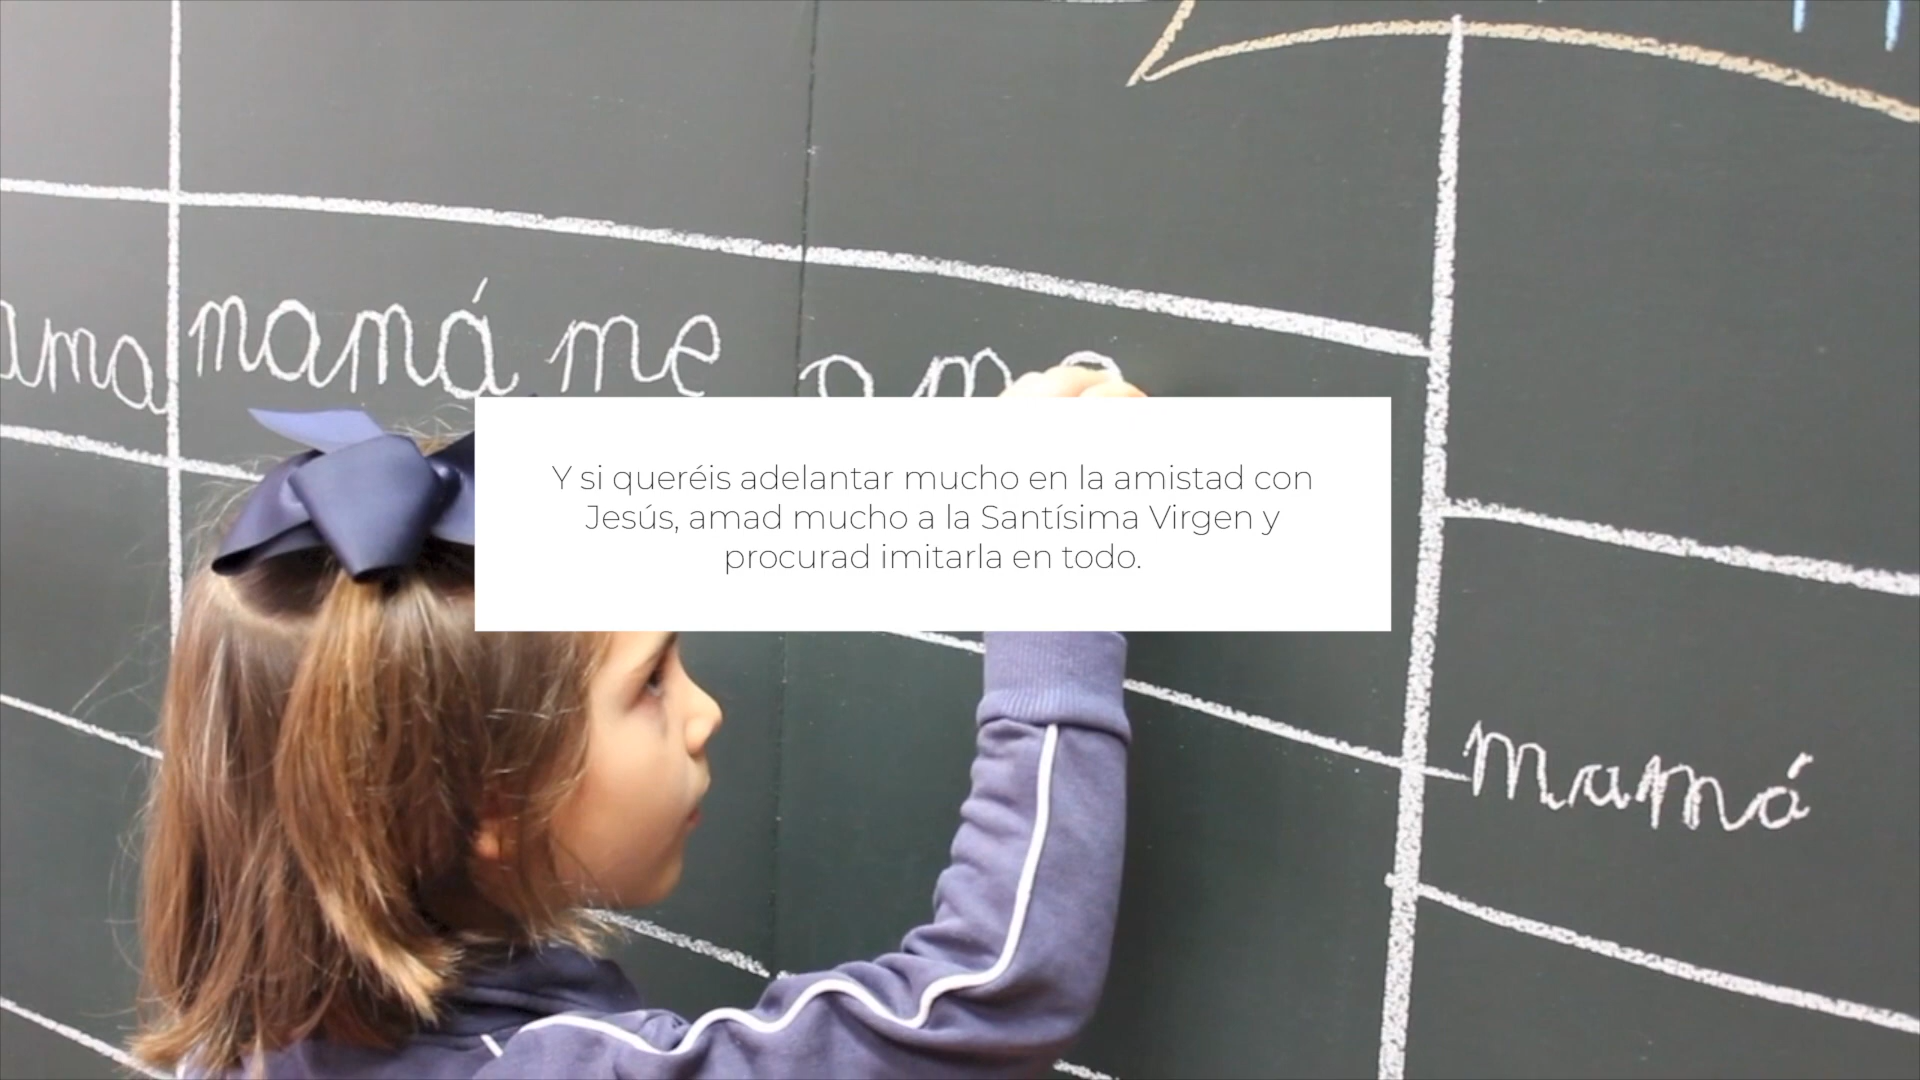 ama
mamá me ama
Y si queréis adelantar mucho en la amistad con
Jesús, amad mucho a la Santísima Virgen y
procurad imitarla en todo.
mamá